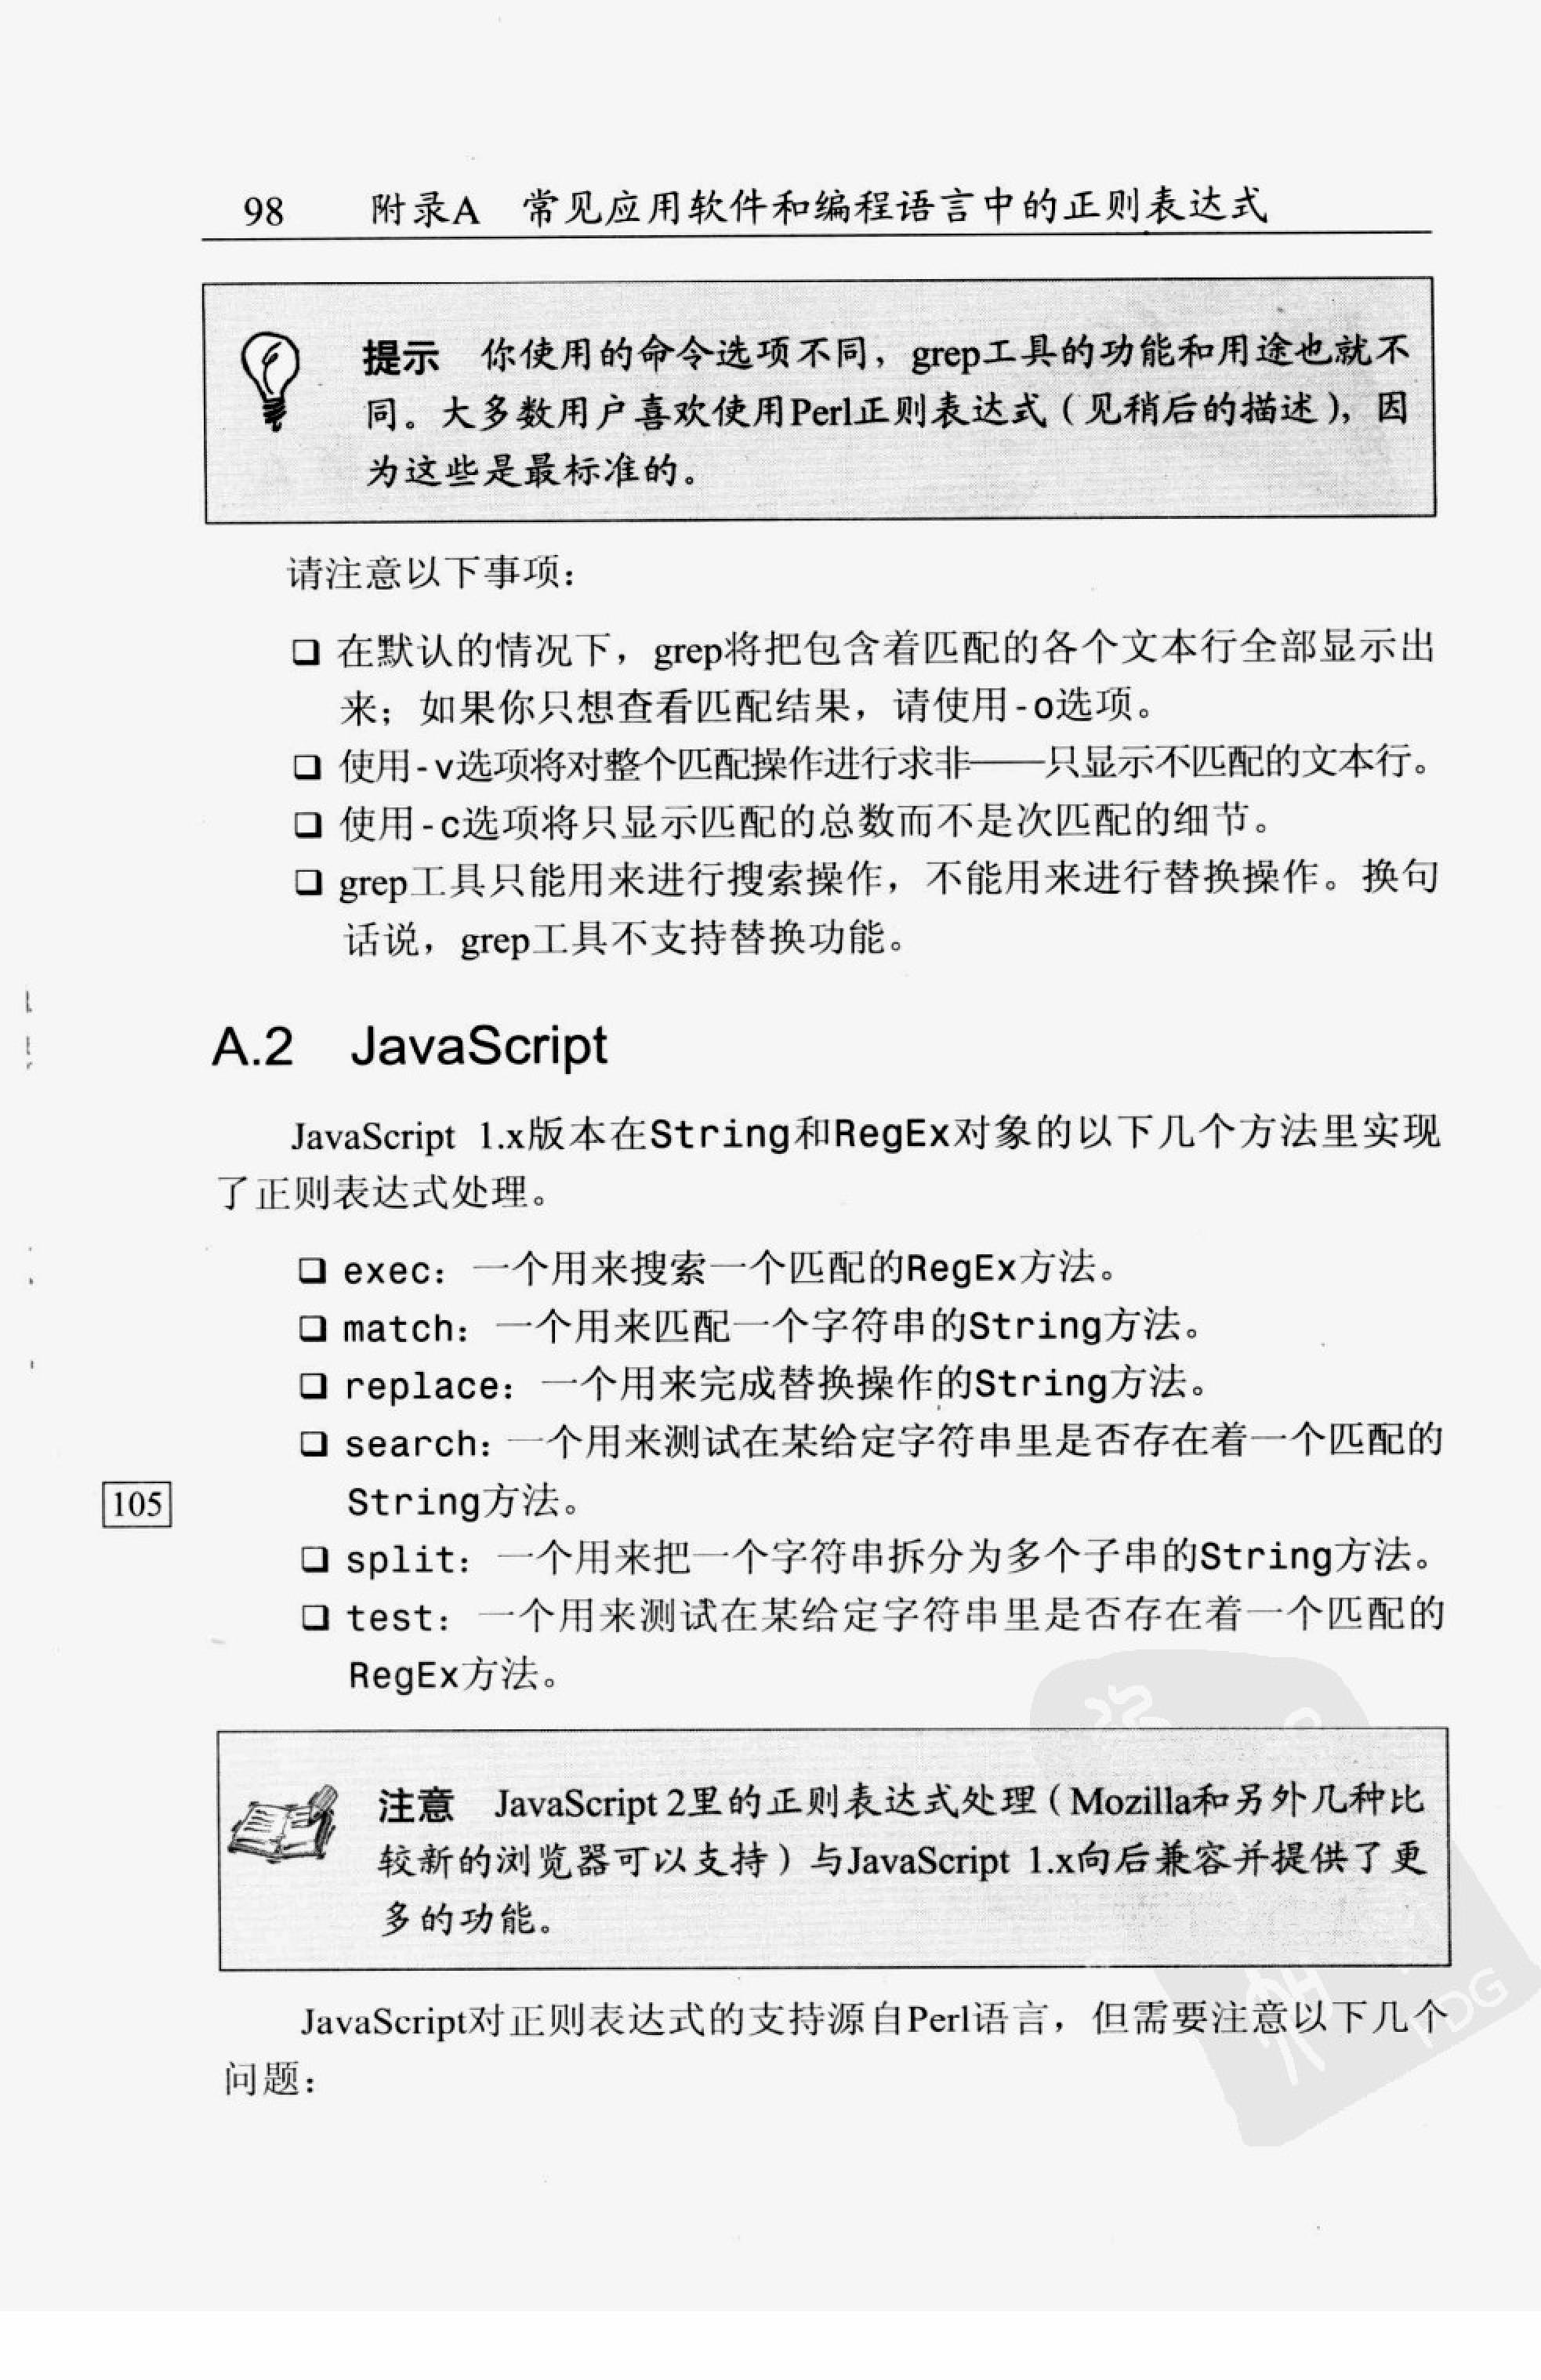 98 附录A 常见应用软件和编程语言中的正则表达式
提示 你使用的命令选项不同，grep工具的功能和用途也就不
同。大多数用户喜欢使用Perl正则表达式（见稍后的描述），因
为这些是最标准的。
请注意以下事项：
❑ 在默认的情况下，grep将把包含着匹配的各个文本行全部显示出
来；如果你只想查看匹配结果，请使用-o选项。
❑ 使用-v选项将对整个匹配操作进行求非——只显示不匹配的文本行。
❑ 使用-c选项将只显示匹配的总数而不是次匹配的细节。
❑ grep工具只能用来进行搜索操作，不能用来进行替换操作。换句
话说，grep工具不支持替换功能。
A.2 JavaScript
JavaScript 1.x版本在String和RegEx对象的以下几个方法里实现
了正则表达式处理。
❑ exec：一个用来搜索一个匹配的RegEx方法。
❑ match：一个用来匹配一个字符串的String方法。
❑ replace：一个用来完成替换操作的String方法。
❑ search：一个用来测试在某给定字符串里是否存在着一个匹配的
String方法。
105
❑ split：一个用来把一个字符串拆分为多个子串的String方法。
❑ test：一个用来测试在某给定字符串里是否存在着一个匹配的
RegEx方法。
注意 JavaScript 2里的正则表达式处理（Mozilla和另外几种比
较新的浏览器可以支持）与JavaScript 1.x向后兼容并提供了更
多的功能。
JavaScript对正则表达式的支持源自Perl语言，但需要注意以下几个
问题：
PDG